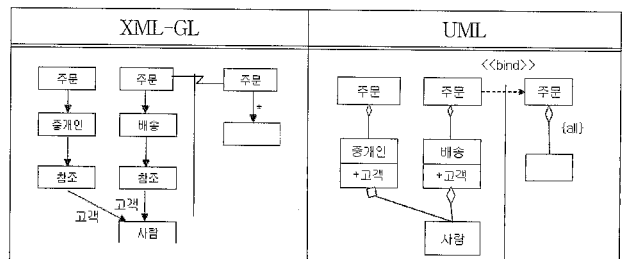 XML-GL
UML
주문
주문
주문
*
중개인
배송
참조
참조
고객
고객
사람
<<bind>>
주문
주문
주문
{all}
중개인
배송
+고객
+고객
사람